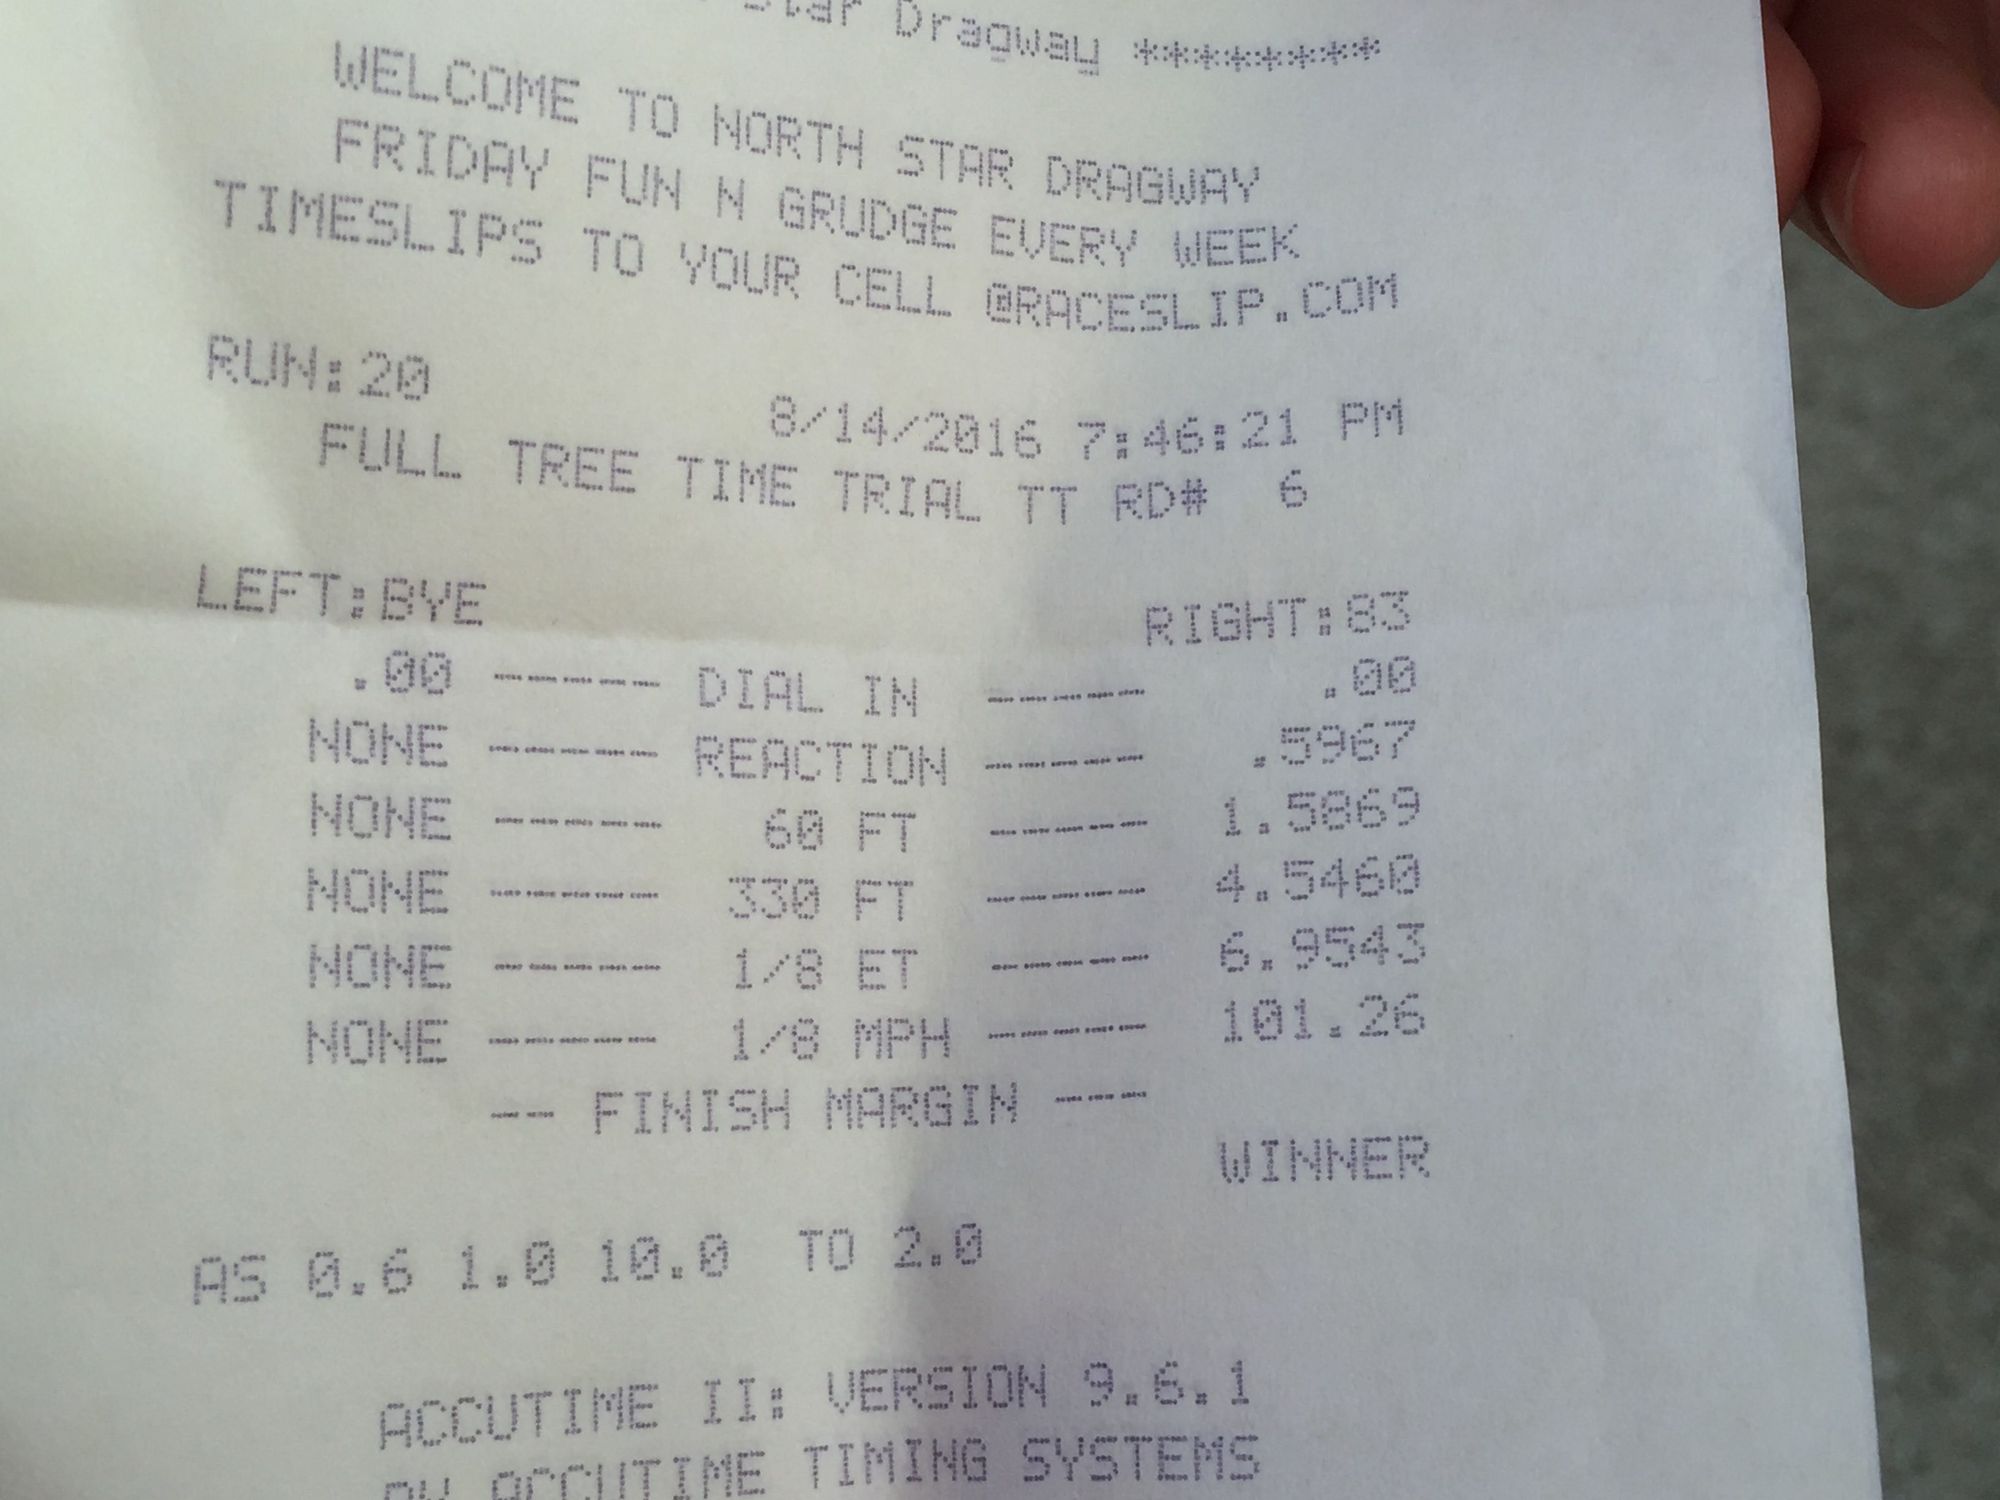 Star Dragway *******
WELCOME TO NORTH STAR DRAGWAY
FRIDAY FUN N GRUDGE EVERY WEEK
TIMESLIPS TO YOUR CELL @RACESLIP.COM
RUN:20 8/14/2016 7:46:21 PM
FULL TREE TIME TRIAL TT RD# 6
LEFT:BYE RIGHT:83
.00 ----- DIAL IN ----- .00
NONE ----- REACTION ----- .5967
NONE ----- 60 FT ----- 1.5869
NONE ----- 330 FT ----- 4.5460
NONE ----- 1/8 ET ----- 6.9543
NONE ----- 1/8 MPH ----- 101.26
-- FINISH MARGIN ---
WINNER
AS 0.6 1.0 10.0 TO 2.0
ACCUTIME II: VERSION 9.6.1
BY ACCUTIME TIMING SYSTEMS